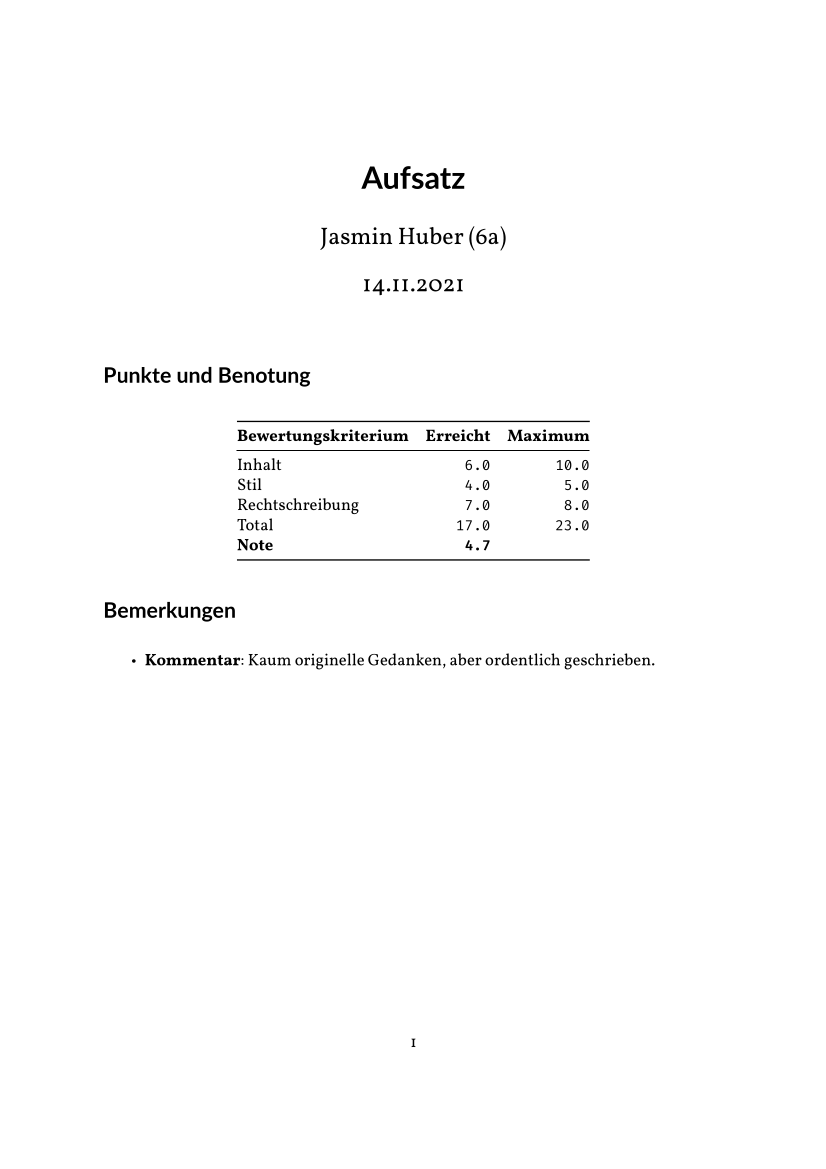 Aufsatz
Jasmin Huber (6a)
14.11.2021
Punkte und Benotung
Bewertungskriterium Erreicht Maximum
Inhalt 6.0 10.0
Stil 4.0 5.0
Rechtschreibung 7.0 8.0
Total 17.0 23.0
Note 4.7
Bemerkungen
• Kommentar: Kaum originelle Gedanken, aber ordentlich geschrieben.
1